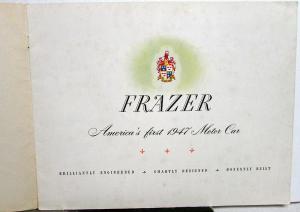 FRAZER
America's first 1947 Motor Car
BRILLIANTLY ENGINEERED + SMARTLY DESIGNED + HONESTLY BUILT